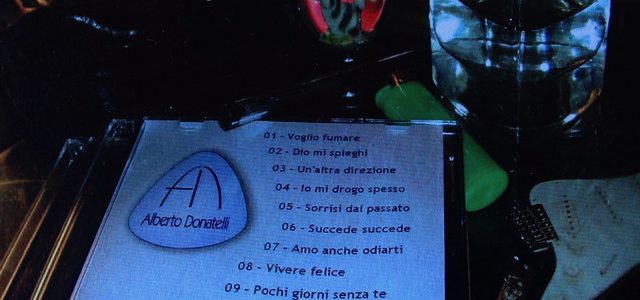 Alberto Donatelli
01 - Voglio fumare
02 - Dio mi spieghi
03 - Un'altra direzione
04 - Io mi drogo spesso
05 - Sorrisi dal passato
06 - Succede succede
07 - Amo anche odiarti
08 - Vivere felice
09 - Pochi giorni senza te